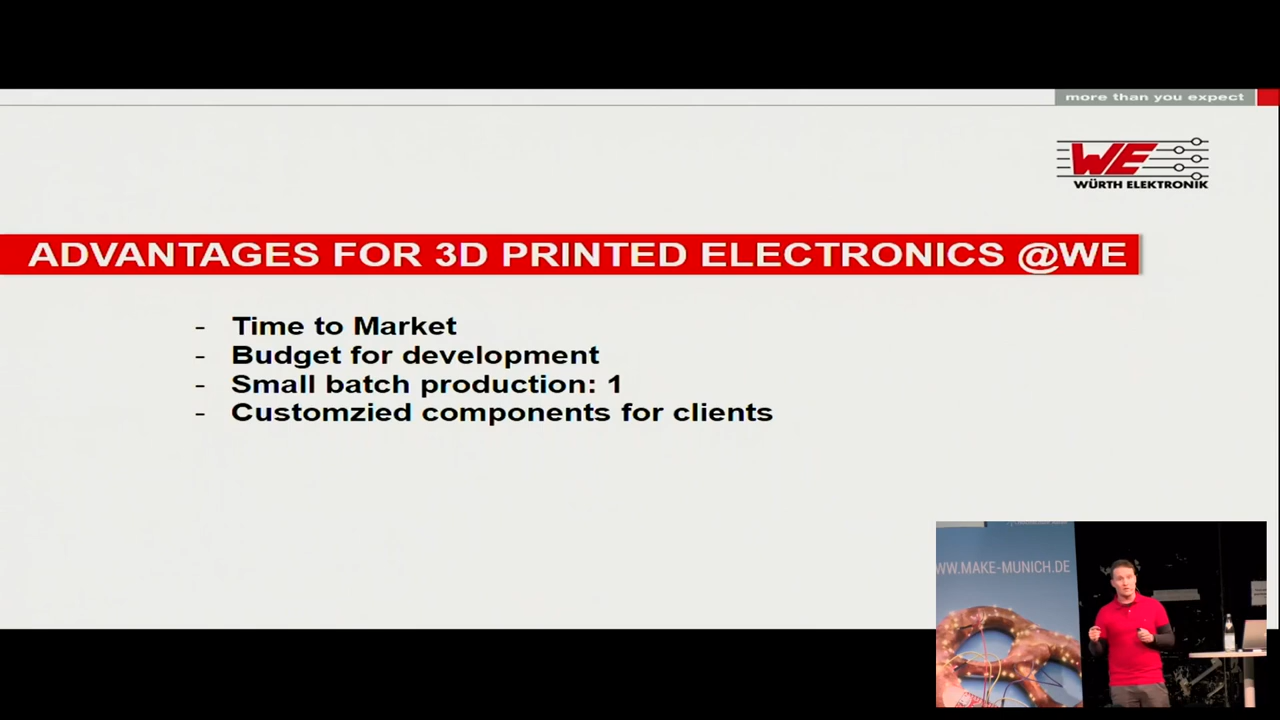 more than you expect
WE
WÜRTH ELEKTRONIK
ADVANTAGES FOR 3D PRINTED ELECTRONICS @WE
- Time to Market
- Budget for development
- Small batch production: 1
- Customzied components for clients
WW.MAKE-MUNICH.DE